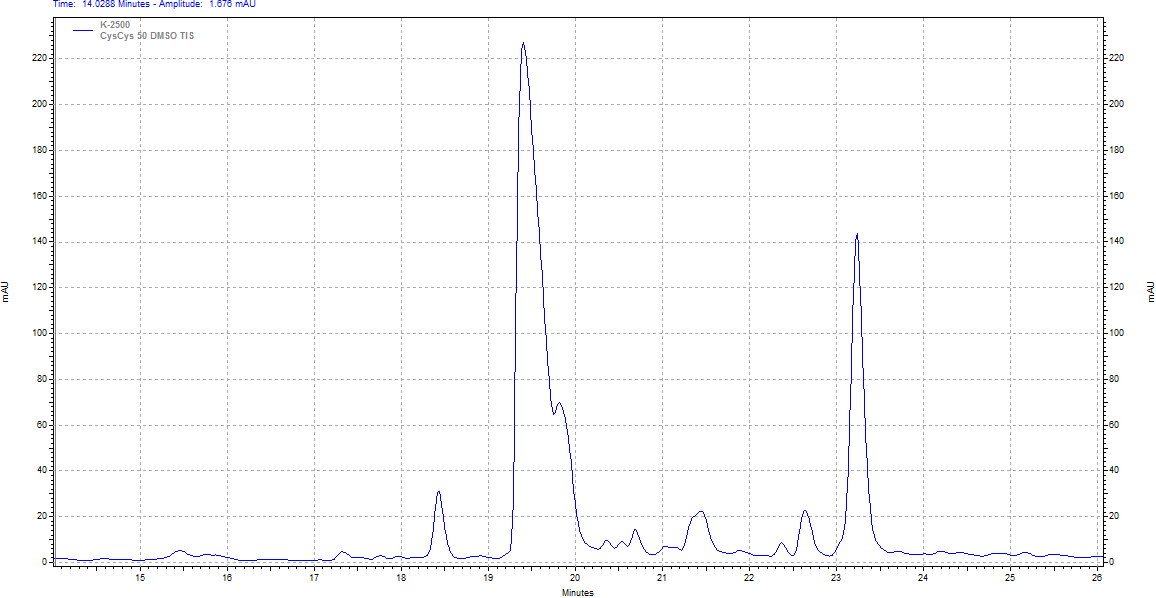 Time: 14.0288 Minutes - Amplitude: 1.676 mAU
K-2500
CysCys 50 DMSO TIS
220 220
200 200
180 180
160 160
140 140
mAU mAU
120 120
100 100
80 80
60 60
40 40
20 20
0 0
15 16 17 18 19 20 21 22 23 24 25 26
Minutes